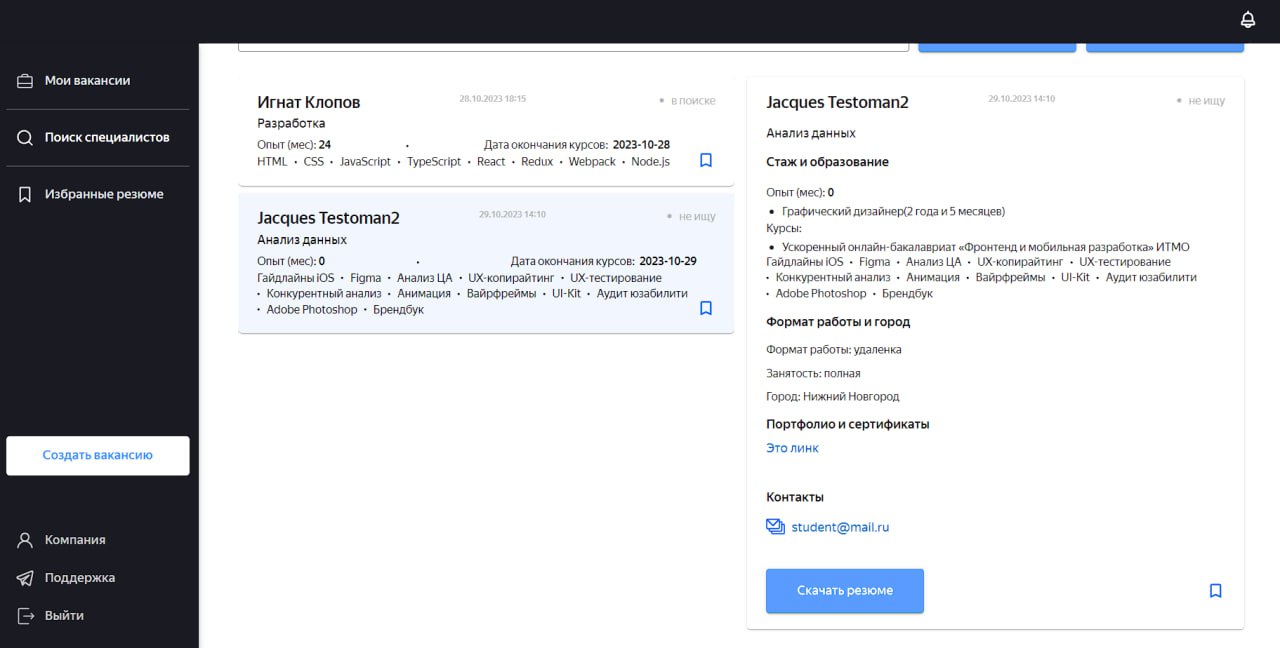 Мои вакансии
Поиск специалистов
Избранные резюме
Создать вакансию
Компания
Поддержка
Выйти
Игнат Клопов 28.10.2023 18:15 • в поиске
Разработка
Опыт (мес): 24 • Дата окончания курсов: 2023-10-28
HTML • CSS • JavaScript • TypeScript • React • Redux • Webpack • Node.js
Jacques Testoman2 29.10.2023 14:10 • не ищу
Анализ данных
Опыт (мес): 0 • Дата окончания курсов: 2023-10-29
Гайдлайны iOS • Figma • Анализ ЦА • UX-копирайтинг • UX-тестирование
• Конкурентный анализ • Анимация • Вайрфреймы • UI-Kit • Аудит юзабилити
• Adobe Photoshop • Брендбук
Jacques Testoman2 29.10.2023 14:10 • не ищу
Анализ данных
Стаж и образование
Опыт (мес): 0
• Графический дизайнер(2 года и 5 месяцев)
Курсы:
• Ускоренный онлайн-бакалавриат «Фронтенд и мобильная разработка» ИТМО
Гайдлайны iOS • Figma • Анализ ЦА • UX-копирайтинг • UX-тестирование
• Конкурентный анализ • Анимация • Вайрфреймы • UI-Kit • Аудит юзабилити
• Adobe Photoshop • Брендбук
Формат работы и город
Формат работы: удаленка
Занятость: полная
Город: Нижний Новгород
Портфолио и сертификаты
Это линк
Контакты
student@mail.ru
Скачать резюме